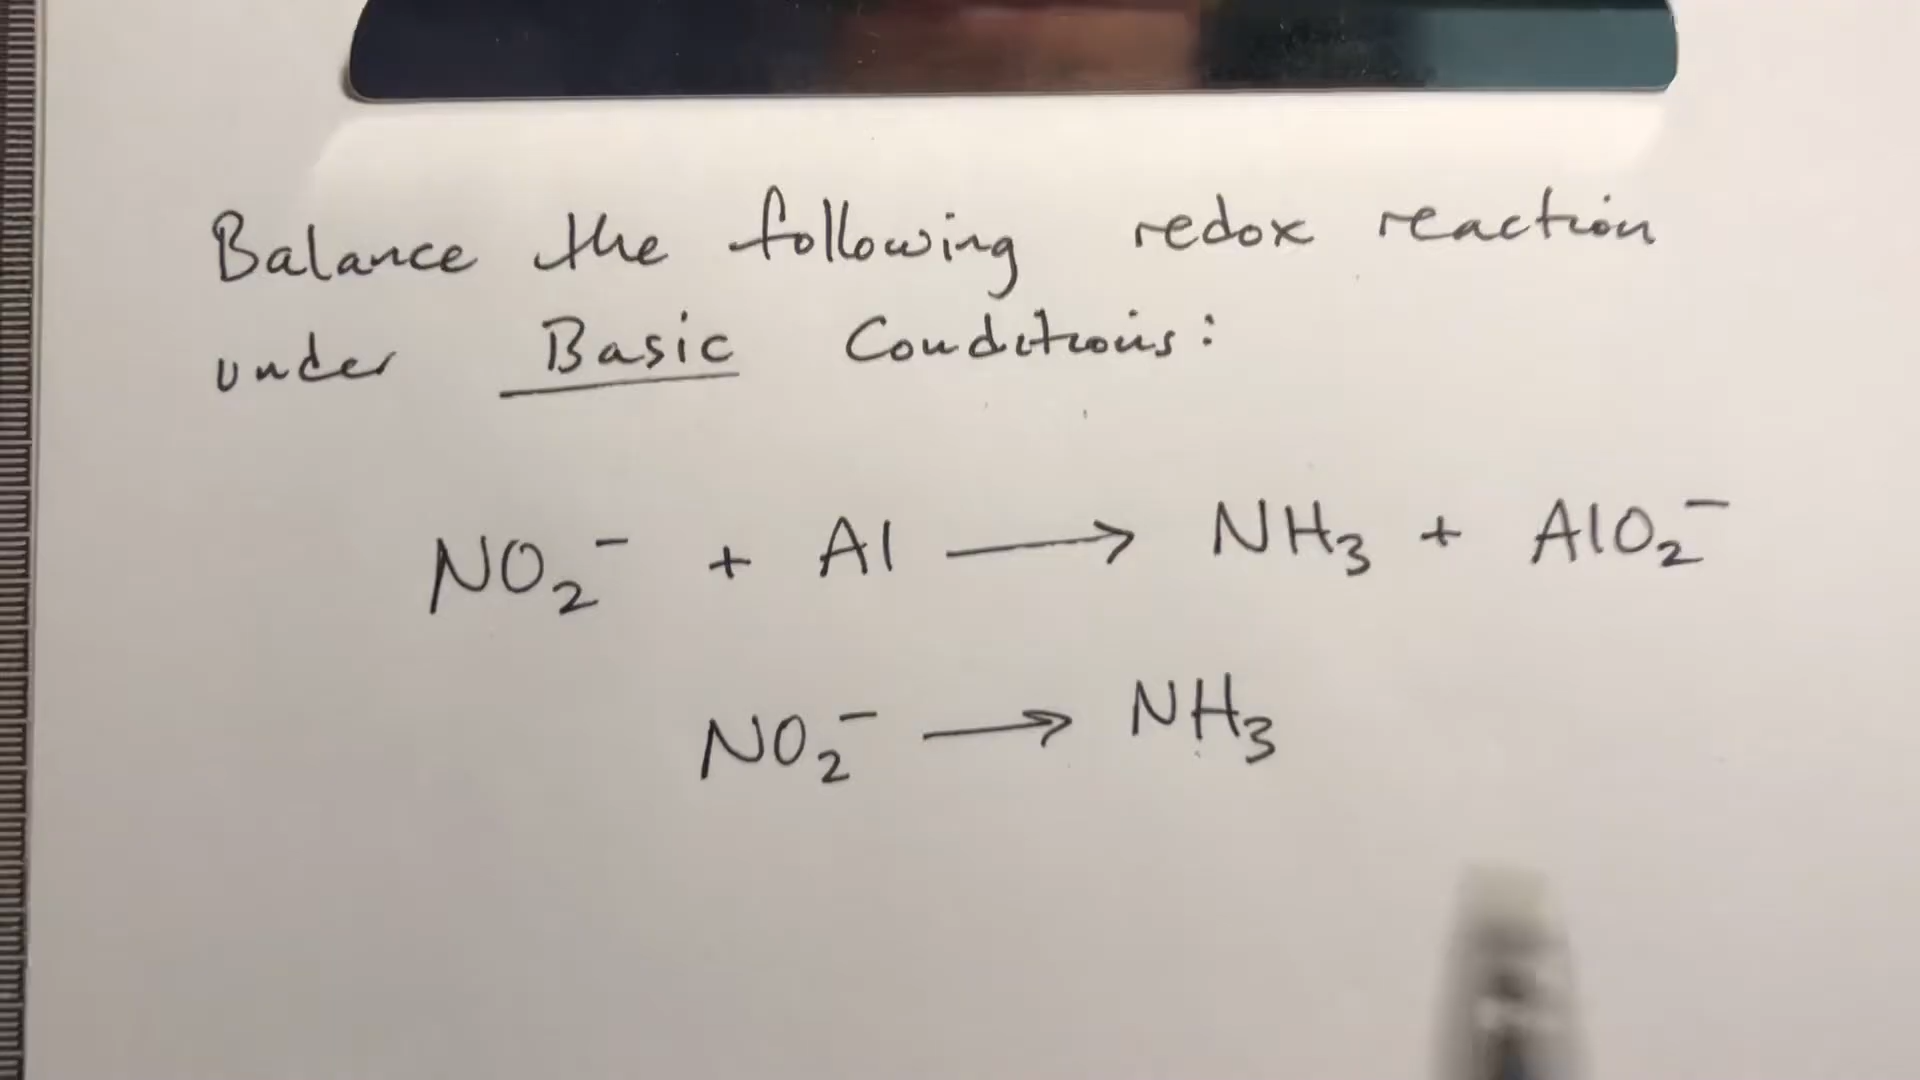 Balance the following redox reaction
under Basic Conditions:
NO₂⁻ + Al ⟶ NH₃ + AlO₂⁻
NO₂⁻ ⟶ NH₃